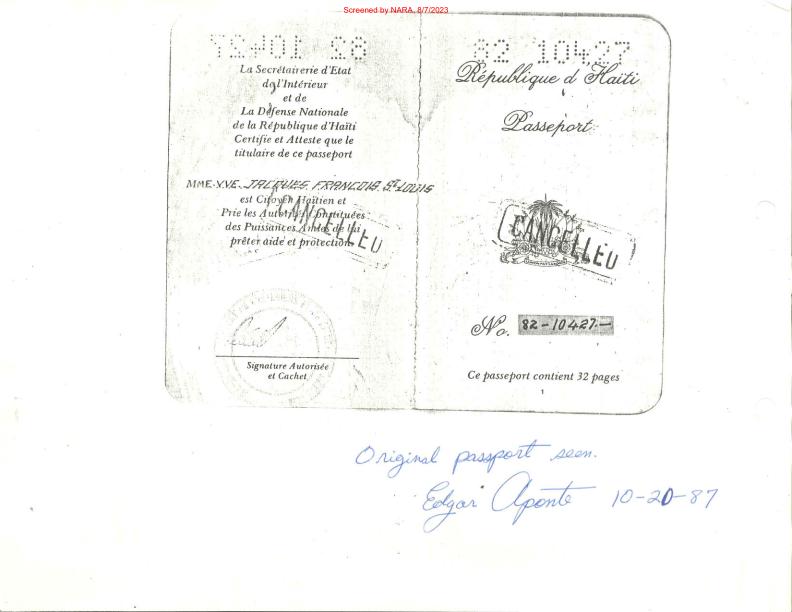 Screened by NARA, 8/7/2023
82 10427
La Secrétairerie d'Etat
de l'Intérieur
et de
La Défense Nationale
de la République d'Haïti
Certifie et Atteste que le
titulaire de ce passeport
MME. VVE. JACQUES FRANCOIS St LOUIS
est Citoyen Haïtien et
Prie les Autorités Constituées
des Puissances Amies de lui
prêter aide et protection
CANCELLED
Signature Autorisée
et Cachet
82 10427
République d'Haïti
Passeport
CANCELLED
No. 82-10427-
Ce passeport contient 32 pages
1
Original passport seen.
Edgar Aponte 10-20-87